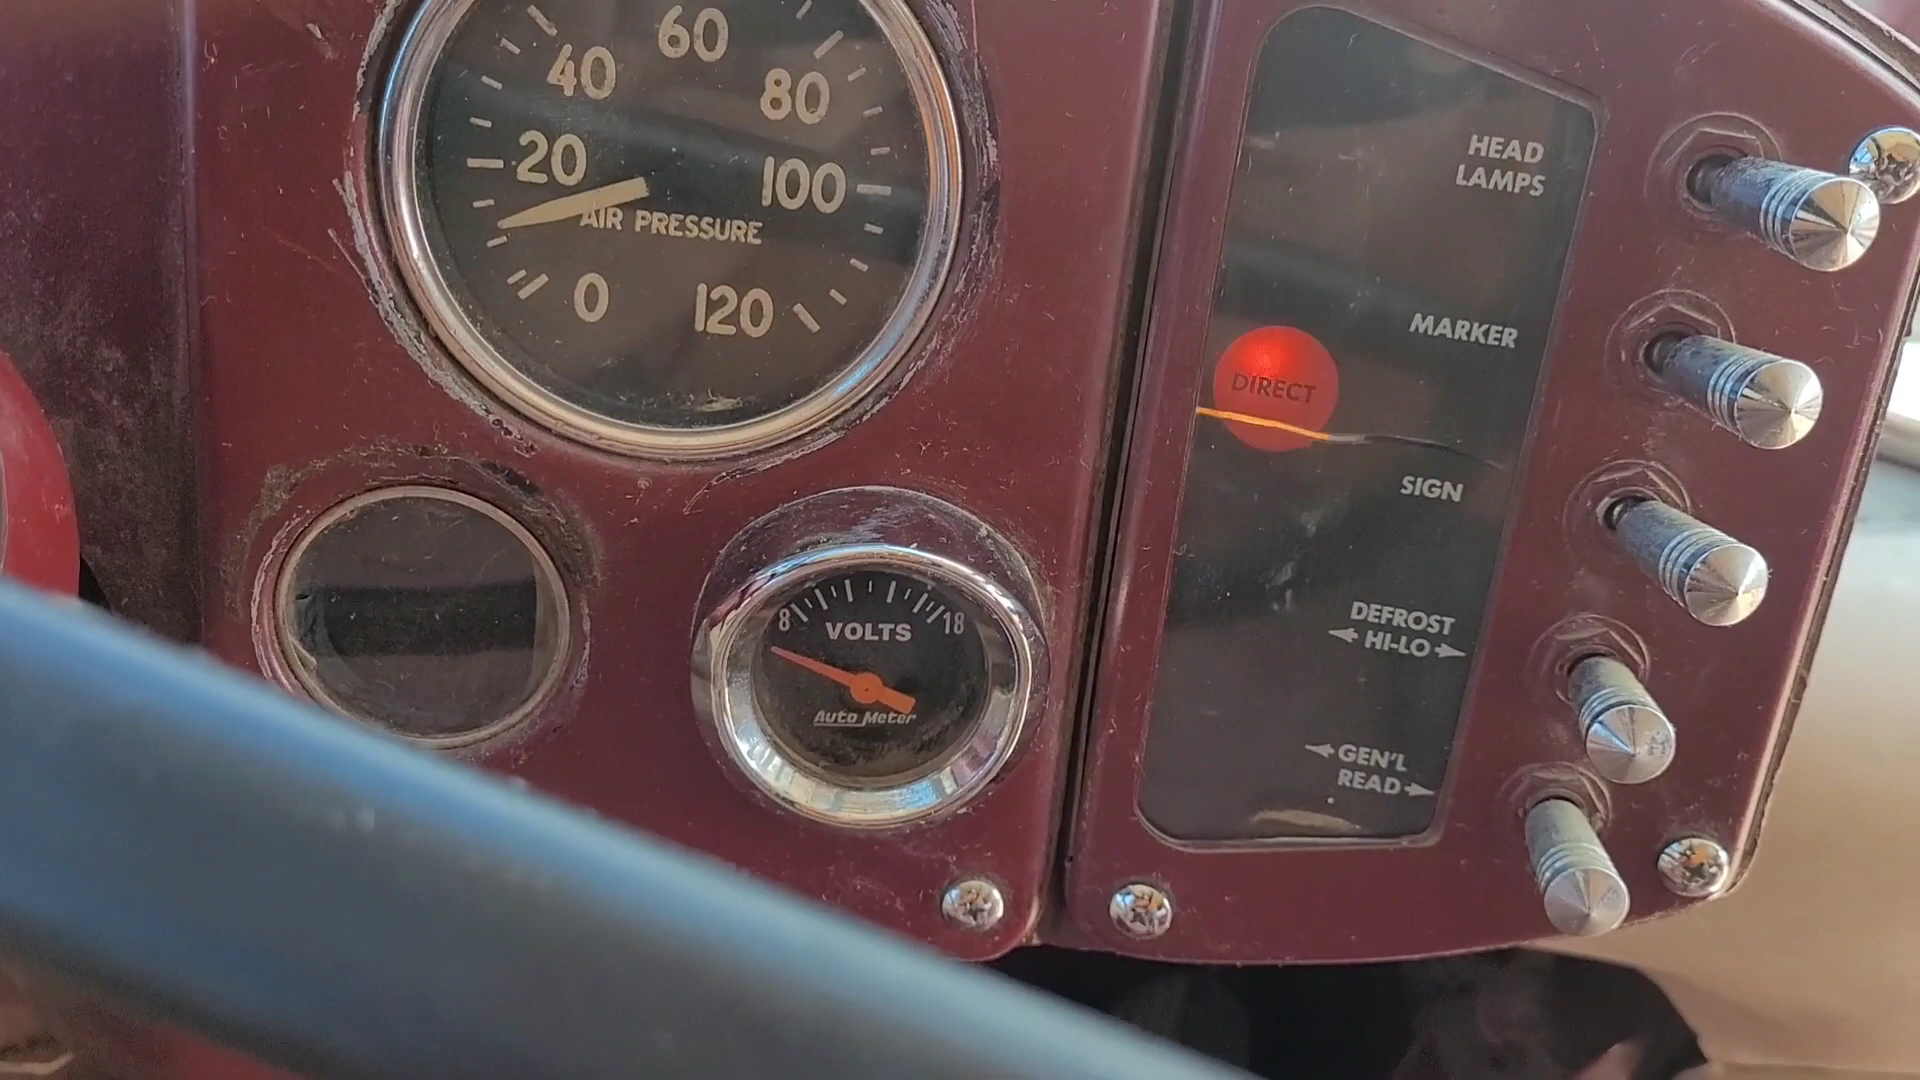 60
40
80
20
100
AIR PRESSURE
0
120
8
18
VOLTS
Auto Meter
HEAD
LAMPS
MARKER
DIRECT
SIGN
DEFROST
HI-LO
GEN'L
READ